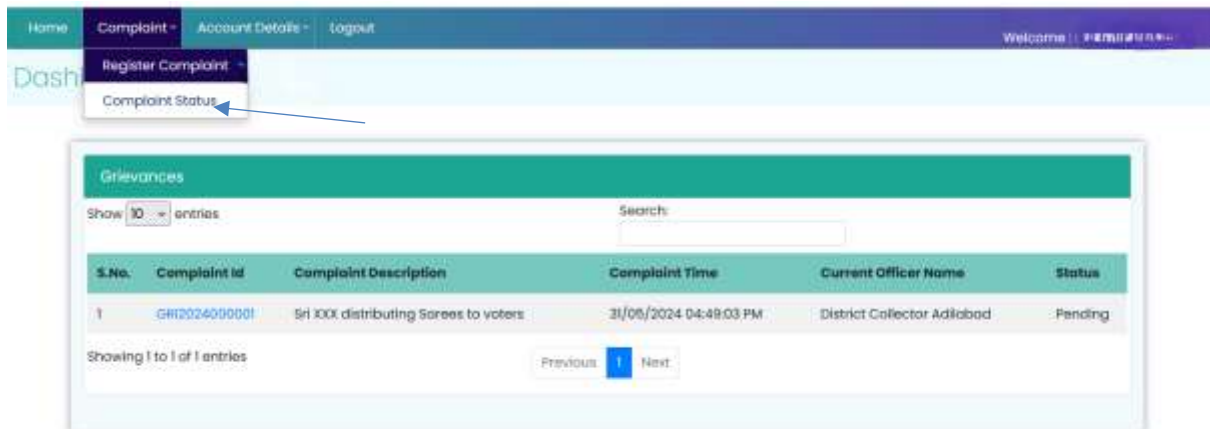 Home Complaint Account Details Logout
Welcome :
Register Complaint
Dash
Complaint Status
Grievances
Show 10 entries Search:
S.No. Complaint Id Complaint Description Complaint Time Current Officer Name Status
1 GRI2024000001 Sri XXX distributing Sarees to voters 31/05/2024 04:49:03 PM District Collector Adilabad Pending
Showing 1 to 1 of 1 entries Previous 1 Next